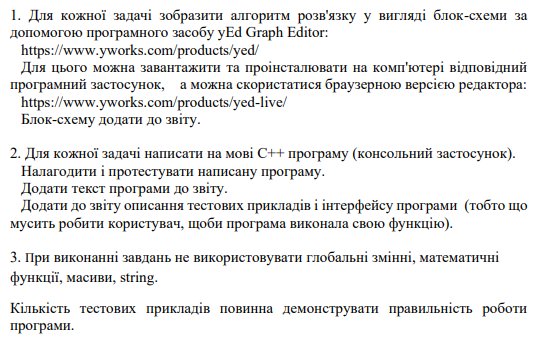 1. Для кожної задачі зобразити алгоритм розв'язку у вигляді блок-схеми за
допомогою програмного засобу yEd Graph Editor:
https://www.yworks.com/products/yed/
Для цього можна завантажити та проінсталювати на комп'ютері відповідний
програмний застосунок, а можна скористатися браузерною версією редактора:
https://www.yworks.com/products/yed-live/
Блок-схему додати до звіту.
2. Для кожної задачі написати на мові C++ програму (консольний застосунок).
Налагодити і протестувати написану програму.
Додати текст програми до звіту.
Додати до звіту описання тестових прикладів і інтерфейсу програми (тобто що
мусить робити користувач, щоби програма виконала свою функцію).
3. При виконанні завдань не використовувати глобальні змінні, математичні
функції, масиви, string.
Кількість тестових прикладів повинна демонструвати правильність роботи
програми.